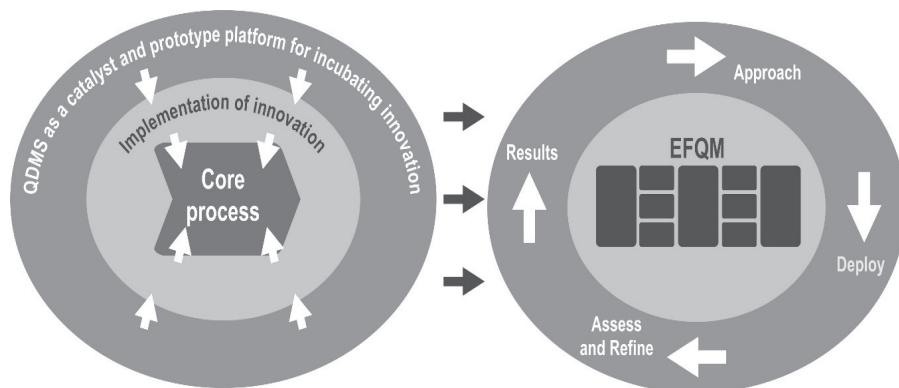 QDMS as a catalyst and prototype platform for incubating innovation
Implementation of innovation
Core
process
Approach
Results
EFQM
Deploy
Assess
and Refine